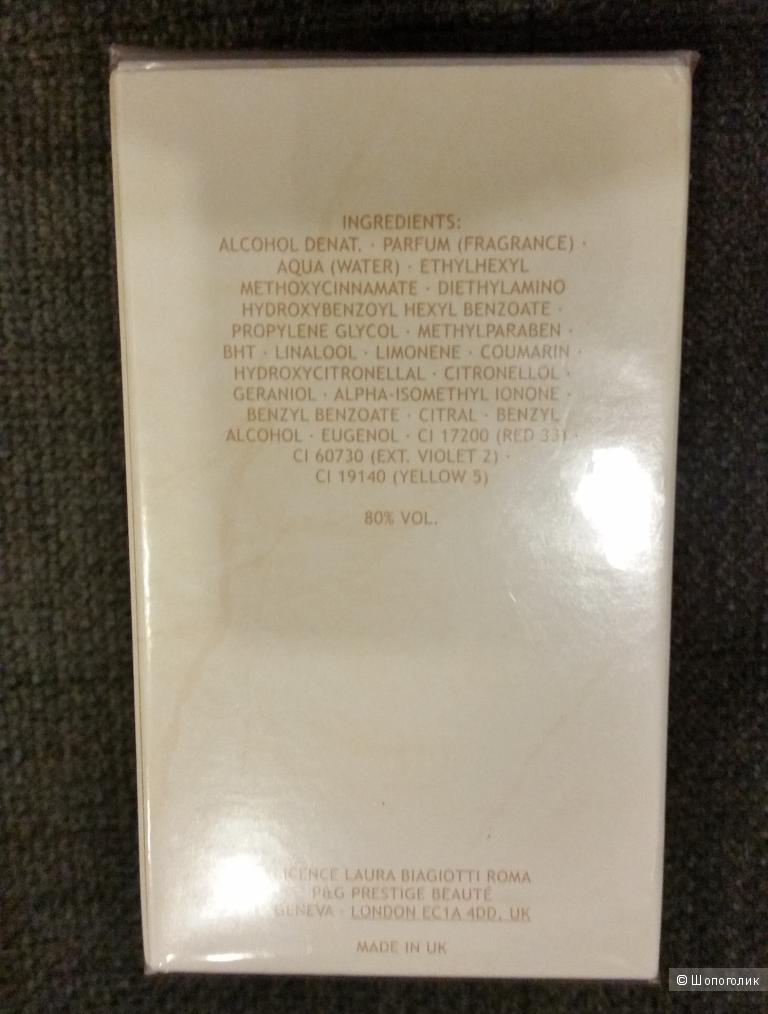 INGREDIENTS:
ALCOHOL DENAT. · PARFUM (FRAGRANCE) ·
AQUA (WATER) · ETHYLHEXYL
METHOXYCINNAMATE · DIETHYLAMINO
HYDROXYBENZOYL HEXYL BENZOATE ·
PROPYLENE GLYCOL · METHYLPARABEN ·
BHT · LINALOOL · LIMONENE · COUMARIN ·
HYDROXYCITRONELLAL · CITRONELLOL ·
GERANIOL · ALPHA-ISOMETHYL IONONE ·
BENZYL BENZOATE · CITRAL · BENZYL
ALCOHOL · EUGENOL · CI 17200 (RED 33) ·
CI 60730 (EXT. VIOLET 2) ·
CI 19140 (YELLOW 5)
80% VOL.
LICENCE LAURA BIAGIOTTI ROMA
P&G PRESTIGE BEAUTÉ
GENEVA · LONDON EC1A 4DD, UK
MADE IN UK
© Шопоголик